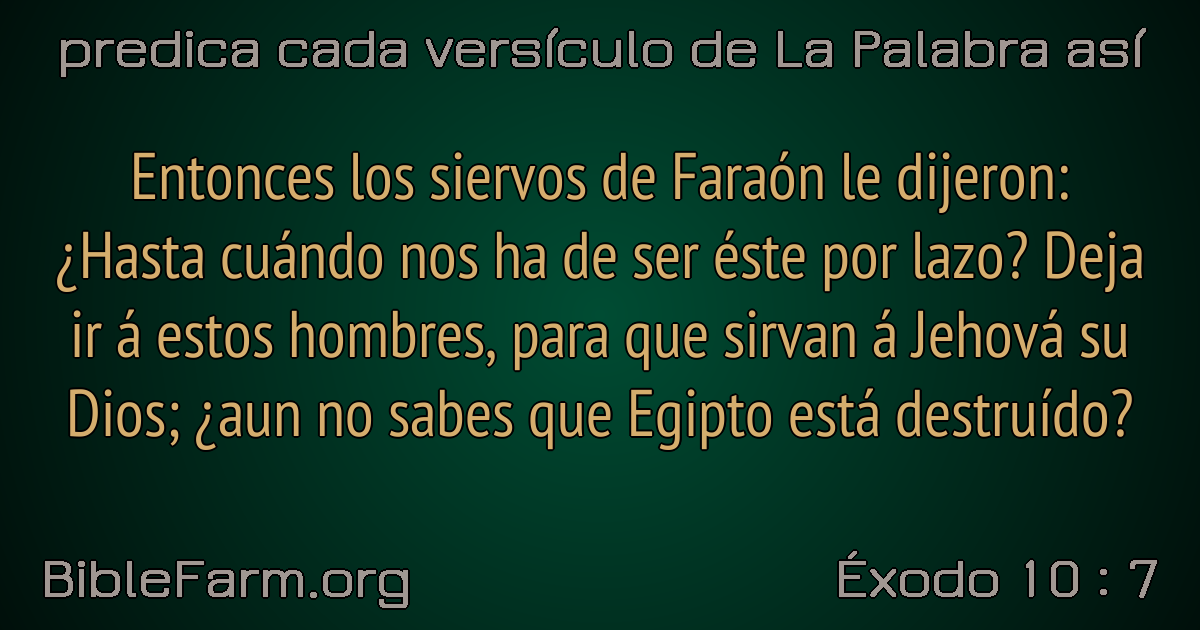 predica cada versículo de La Palabra así
Entonces los siervos de Faraón le dijeron:
¿Hasta cuándo nos ha de ser éste por lazo? Deja
ir á estos hombres, para que sirvan á Jehová su
Dios; ¿aun no sabes que Egipto está destruído?
BibleFarm.org
Éxodo 10 : 7